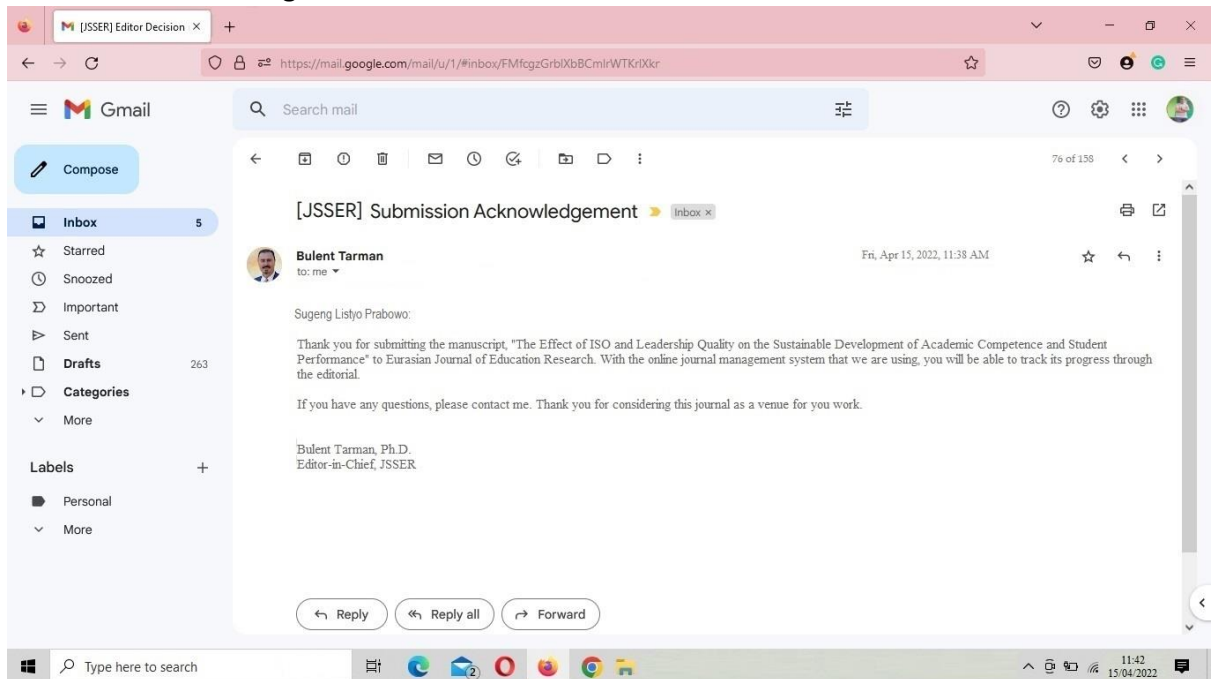 [JSSER] Editor Decision
https://mail.google.com/mail/u/1/#inbox/FMfcgzGrblXbBCmlrWTKrlXkr
Gmail
Search mail
Compose
76 of 158
Inbox 5
Starred
Snoozed
Important
Sent
Drafts 263
Categories
More
Labels
Personal
More
[JSSER] Submission Acknowledgement Inbox ×
Bulent Tarman
Fri, Apr 15, 2022, 11:38 AM
to: me
Sugeng Listyo Prabowo:
Thank you for submitting the manuscript, "The Effect of ISO and Leadership Quality on the Sustainable Development of Academic Competence and Student
Performance" to Eurasian Journal of Education Research. With the online journal management system that we are using, you will be able to track its progress through
the editorial.
If you have any questions, please contact me. Thank you for considering this journal as a venue for you work.
Bulent Tarman, Ph.D.
Editor-in-Chief, JSSER
Reply
Reply all
Forward
Type here to search
2
11:42
15/04/2022